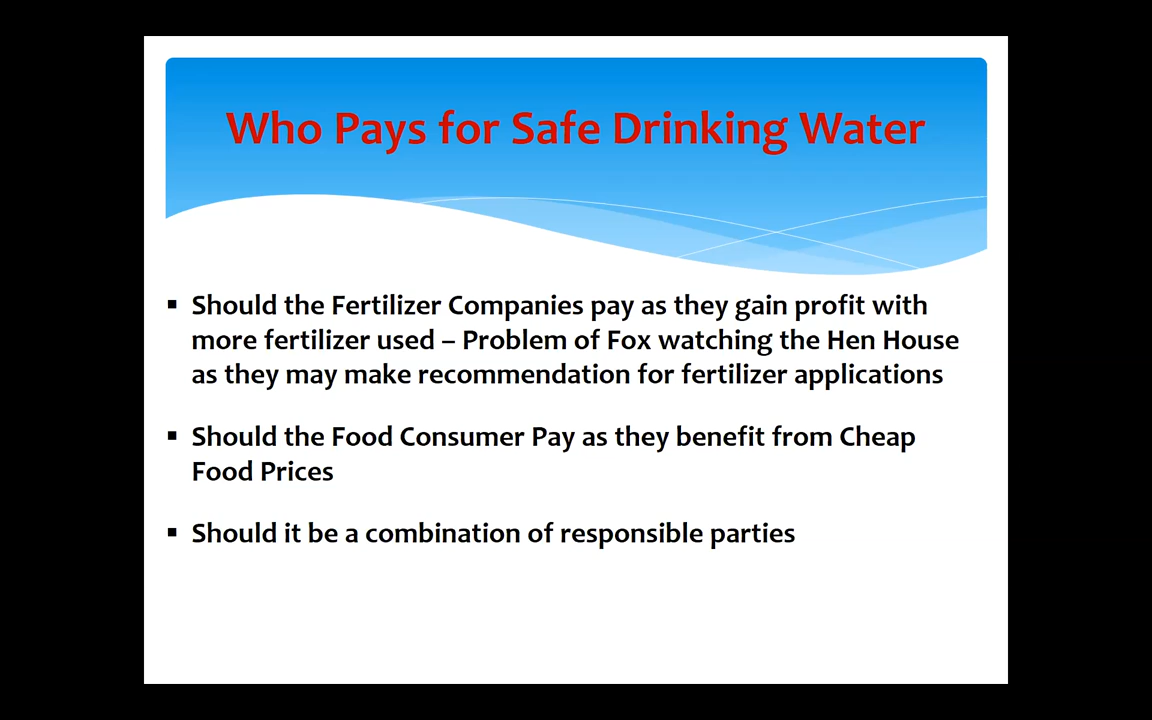 Who Pays for Safe Drinking Water
▪ Should the Fertilizer Companies pay as they gain profit with
more fertilizer used – Problem of Fox watching the Hen House
as they may make recommendation for fertilizer applications
▪ Should the Food Consumer Pay as they benefit from Cheap
Food Prices
▪ Should it be a combination of responsible parties